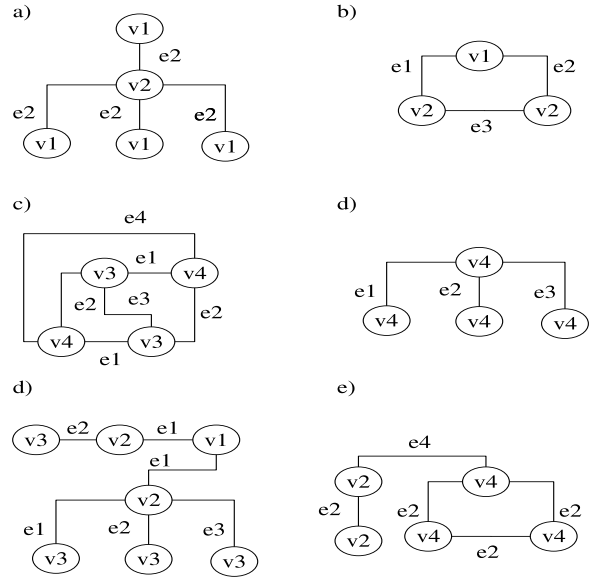 a)
v1
e2
v2
e2 e2 e2
v1 v1 v1
b)
v1
e1 e2
v2 v2
e3
c)
e4
v3 e1 v4
e2 e3 e2
v4 v3
e1
d)
v4
e1 e2 e3
v4 v4 v4
d)
v3 e2 v2 e1 v1
e1
v2
e1 e2 e3
v3 v3 v3
e)
e4
v2 v4
e2 e2 e2
v2 v4 v4
e2